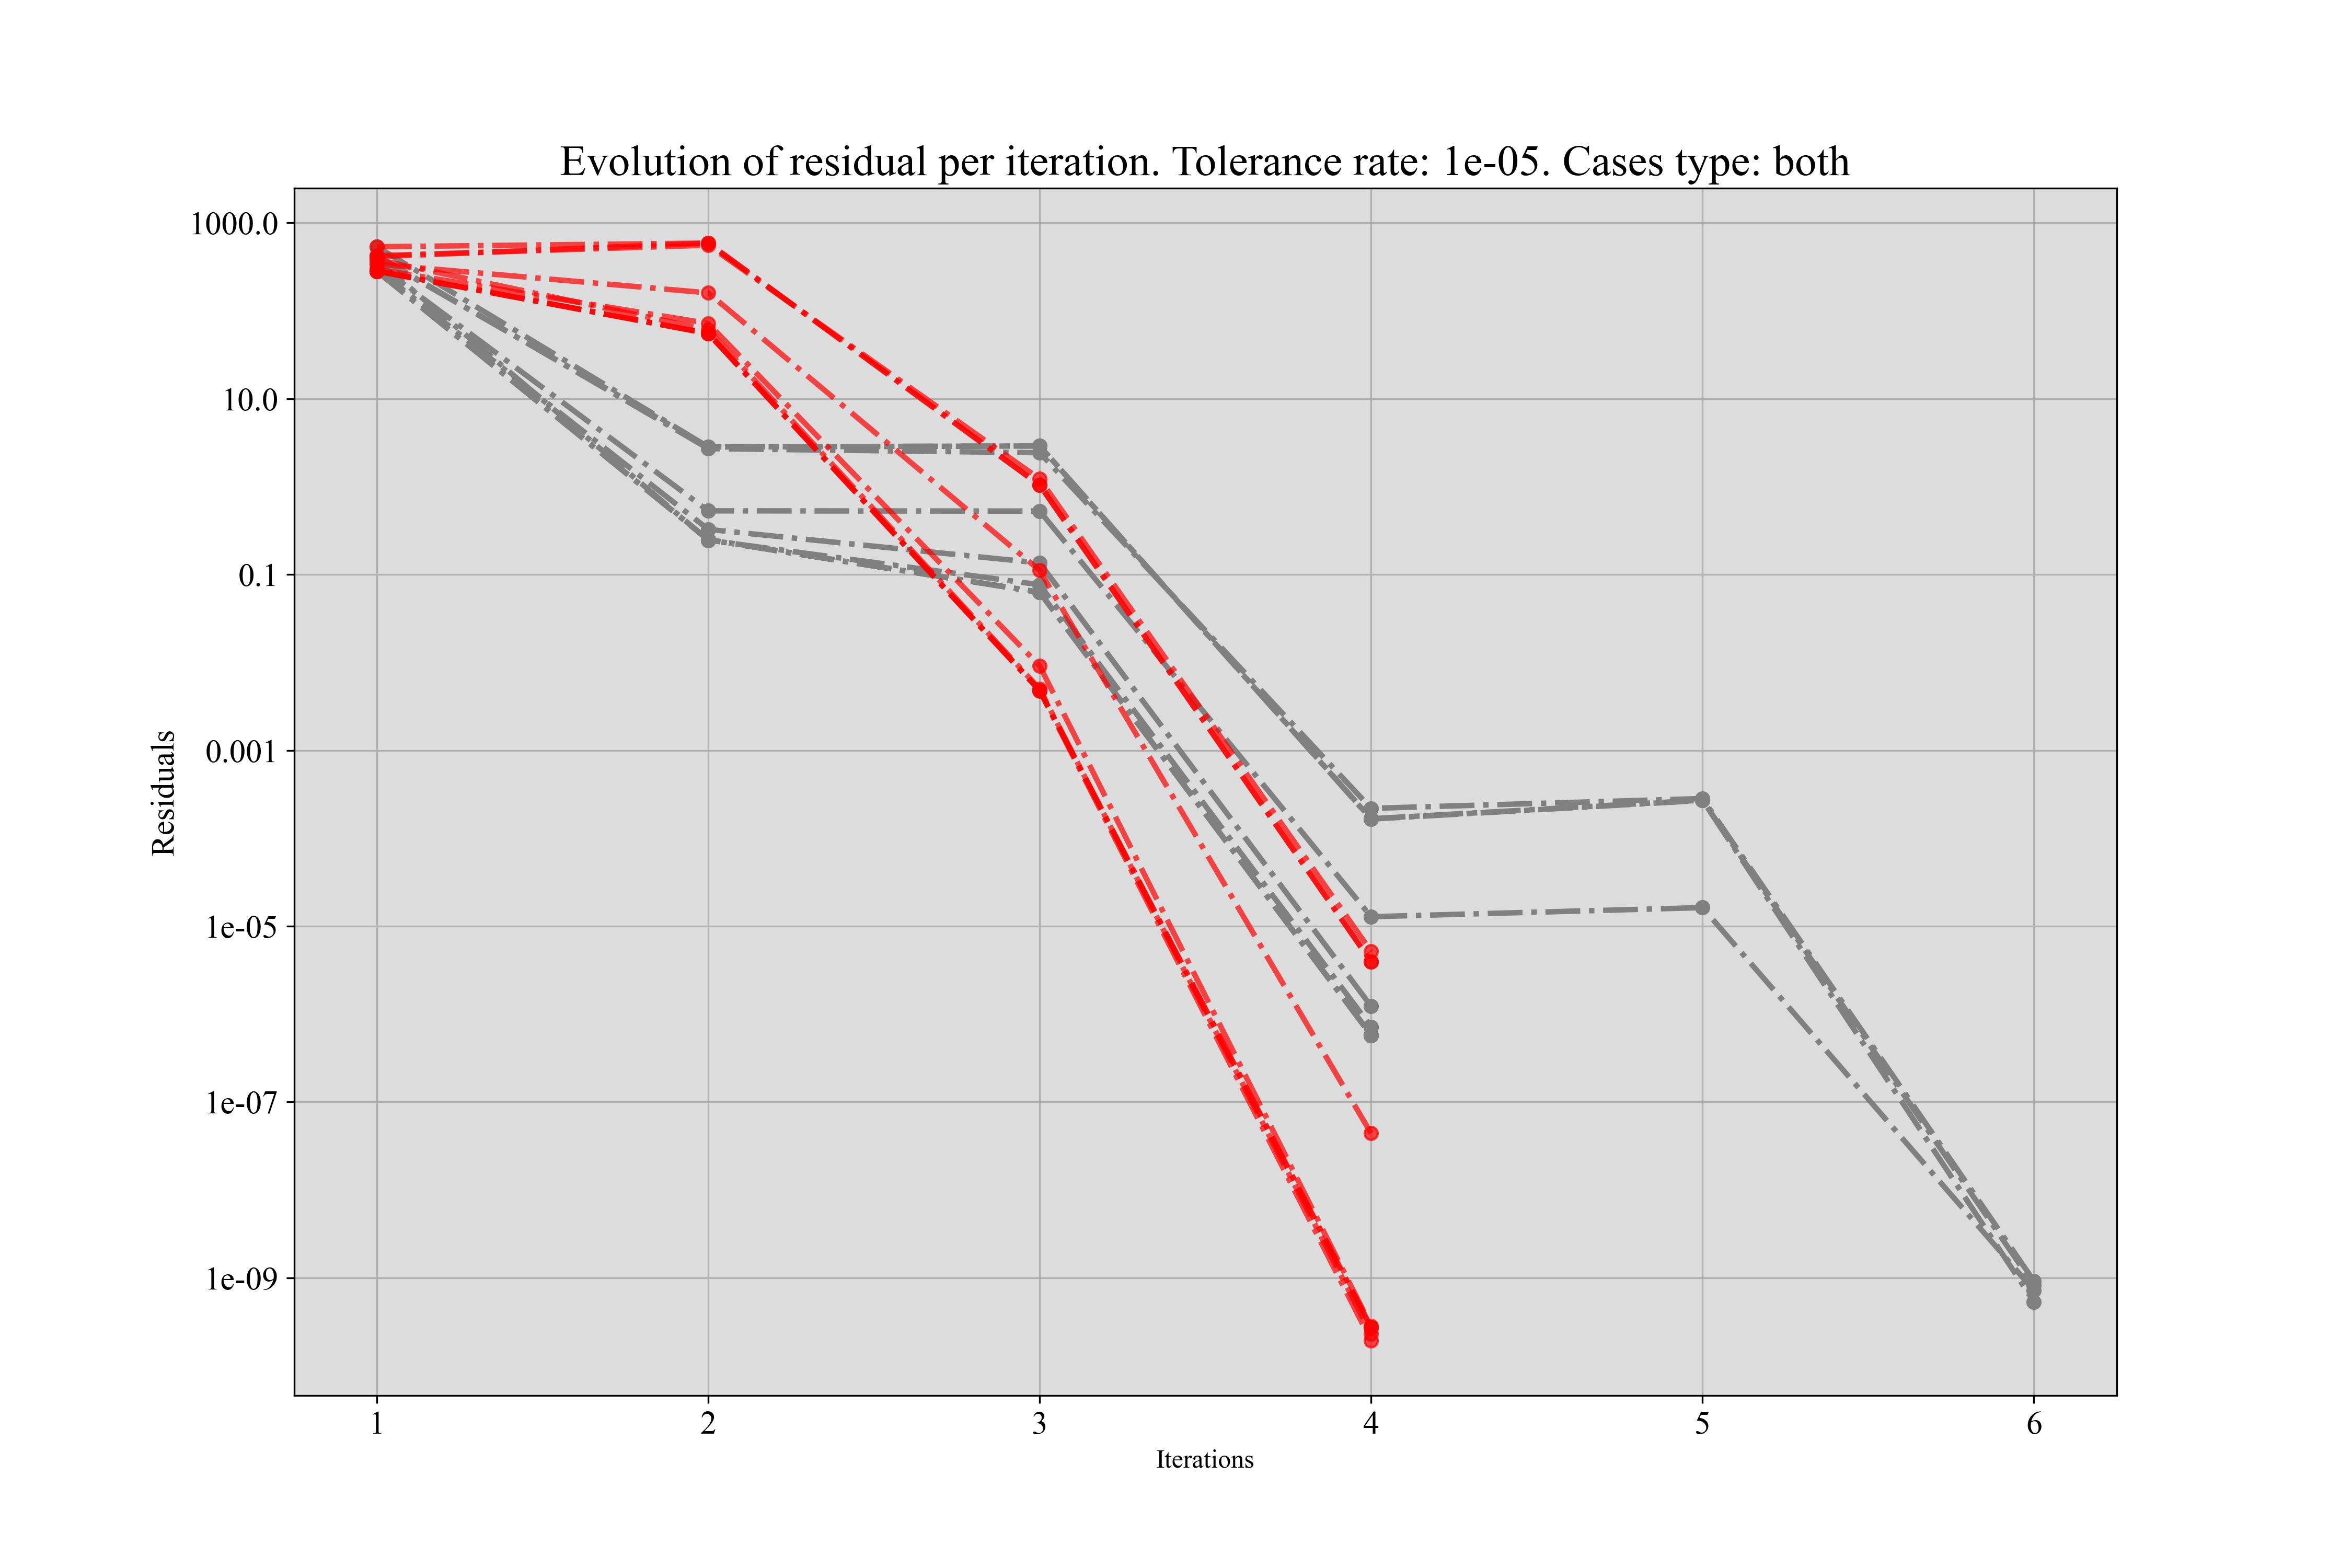 Evolution of residual per iteration. Tolerance rate: 1e-05. Cases type: both
1000.0
10.0
0.1
0.001
1e-05
1e-07
1e-09
Residuals
1 2 3 4 5 6
Iterations